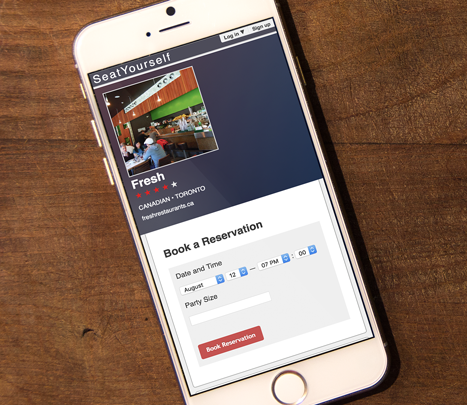 Log in ▾ Sign up
SeatYourself
Fresh
CANADIAN • TORONTO
freshrestaurants.ca
Book a Reservation
Date and Time
August 12 — 07 PM : 00
Party Size
Book Reservation